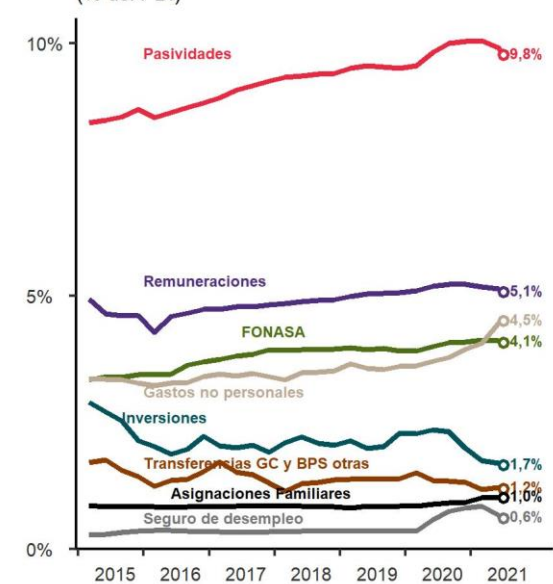 10%
Pasividades
9,8%
Remuneraciones
5%
5,1%
4,5%
FONASA
4,1%
Gastos no personales
Inversiones
Transferencias GC y BPS otras
1,7%
1,2%
Asignaciones Familiares
1,0%
Seguro de desempleo
0,6%
0%
2015 2016 2017 2018 2019 2020 2021